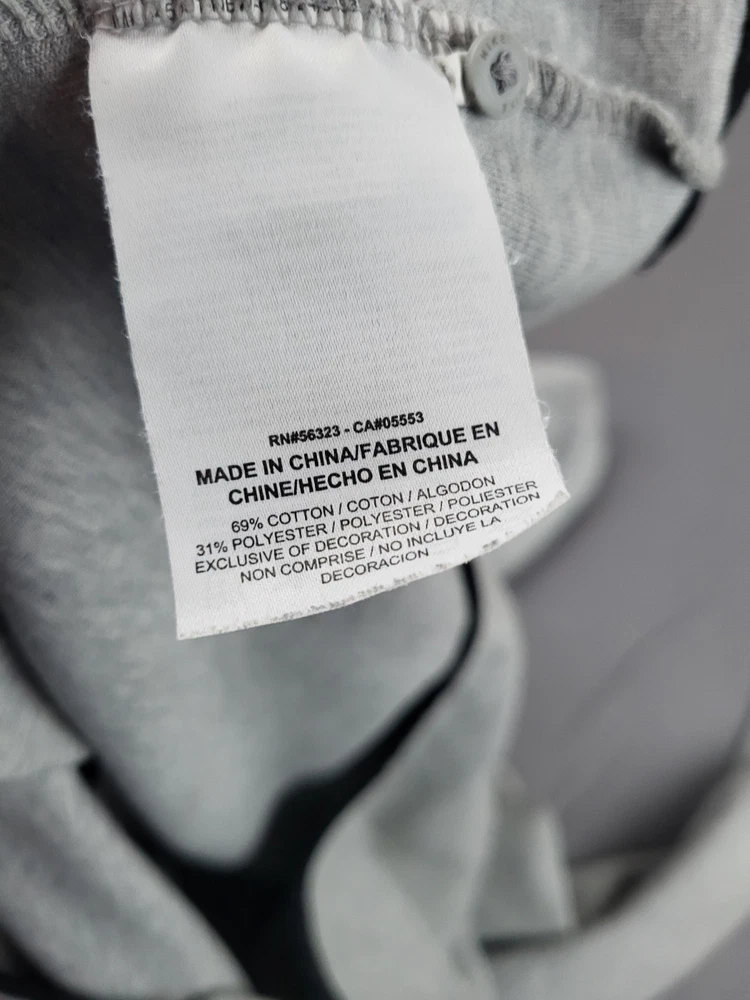 RN#56323 - CA#05553
MADE IN CHINA/FABRIQUE EN
CHINE/HECHO EN CHINA
69% COTTON / COTON / ALGODON
31% POLYESTER / POLYESTER / POLIESTER
EXCLUSIVE OF DECORATION / DECORATION
NON COMPRISE / NO INCLUYE LA
DECORACION